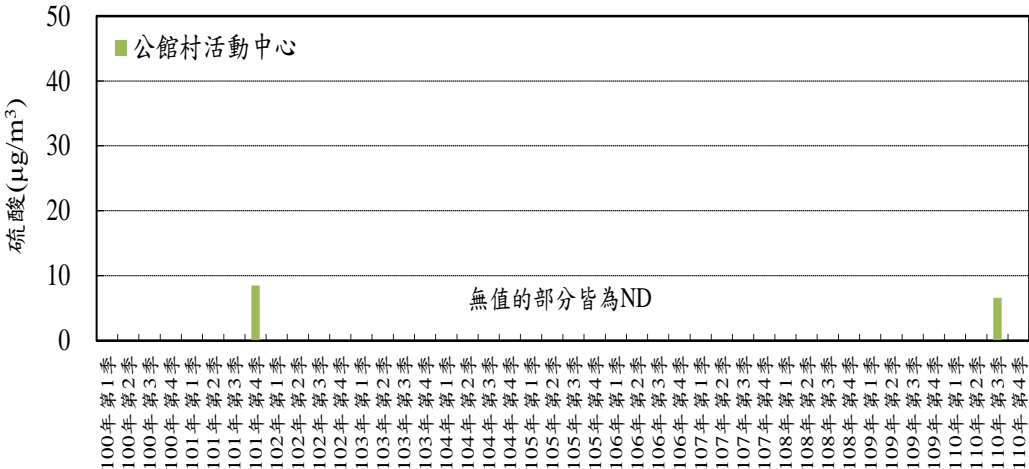 50
40
30
20
10
0
硫酸(μg/m³)
公館村活動中心
無值的部分皆為ND
100年 第1季
100年 第2季
100年 第3季
100年 第4季
101年 第1季
101年 第2季
101年 第3季
101年 第4季
102年 第1季
102年 第2季
102年 第3季
102年 第4季
103年 第1季
103年 第2季
103年 第3季
103年 第4季
104年 第1季
104年 第2季
104年 第3季
104年 第4季
105年 第1季
105年 第2季
105年 第3季
105年 第4季
106年 第1季
106年 第2季
106年 第3季
106年 第4季
107年 第1季
107年 第2季
107年 第3季
107年 第4季
108年 第1季
108年 第2季
108年 第3季
108年 第4季
109年 第1季
109年 第2季
109年 第3季
109年 第4季
110年 第1季
110年 第2季
110年 第3季
110年 第4季